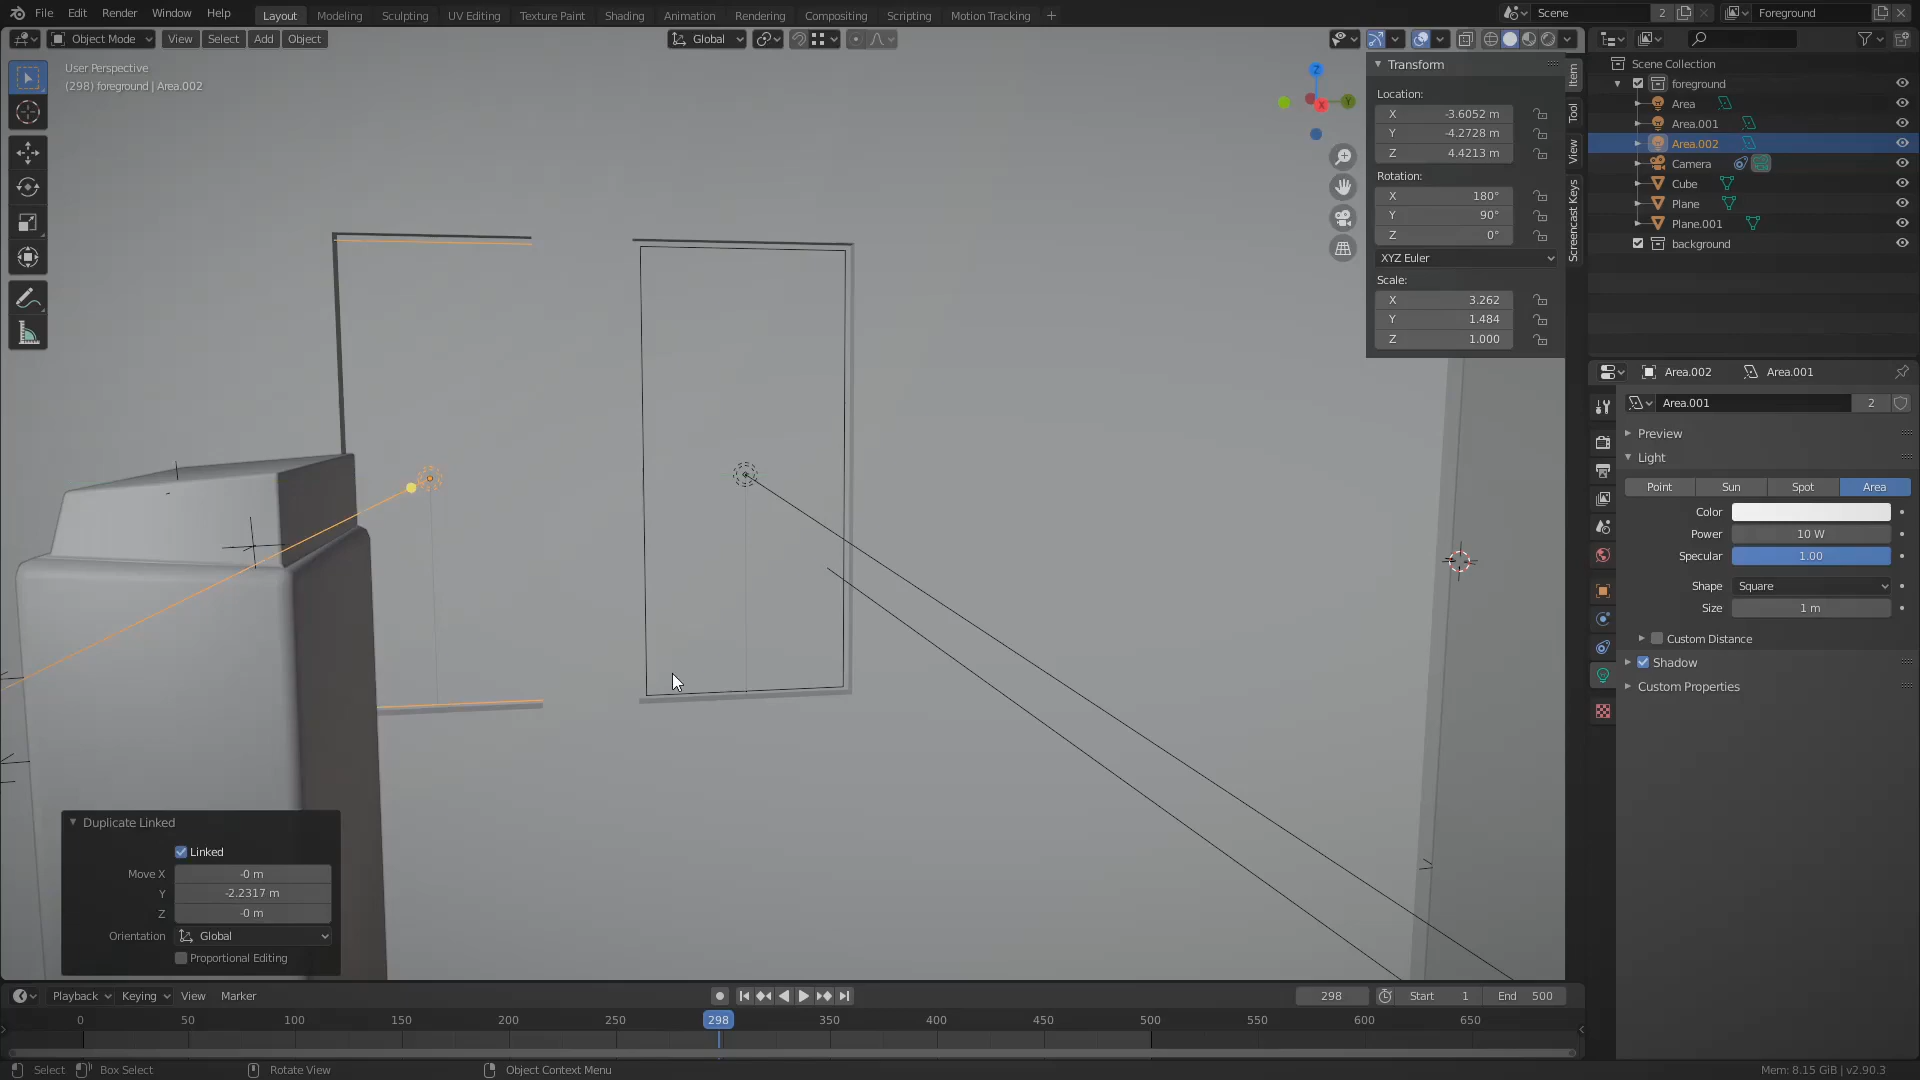 File Edit Render Window Help
Layout Modeling Sculpting UV Editing Texture Paint Shading Animation Rendering Compositing Scripting Motion Tracking +
Scene 2 Foreground
Object Mode View Select Add Object
Global
User Perspective
(298) foreground | Area.002
Z
X
Y
Transform
Location:
X -3.6052 m
Y -4.2728 m
Z 4.4213 m
Rotation:
X 180°
Y 90°
Z 0°
XYZ Euler
Scale:
X 3.262
Y 1.484
Z 1.000
Item
Tool
View
Screencast Keys
Scene Collection
foreground
Area
Area.001
Area.002
Camera
Cube
Plane
Plane.001
background
Area.002 Area.001
Area.001 2
Preview
Light
Point Sun Spot Area
Color
Power 10 W
Specular 1.00
Shape Square
Size 1 m
Custom Distance
Shadow
Custom Properties
Duplicate Linked
Linked
Move X -0 m
Y -2.2317 m
Z -0 m
Orientation Global
Proportional Editing
Playback Keying View Marker
298 Start 1 End 500
0 50 100 150 200 250 298 350 400 450 500 550 600 650
Select Box Select Rotate View Object Context Menu
Mem: 8.15 GiB | v2.90.3